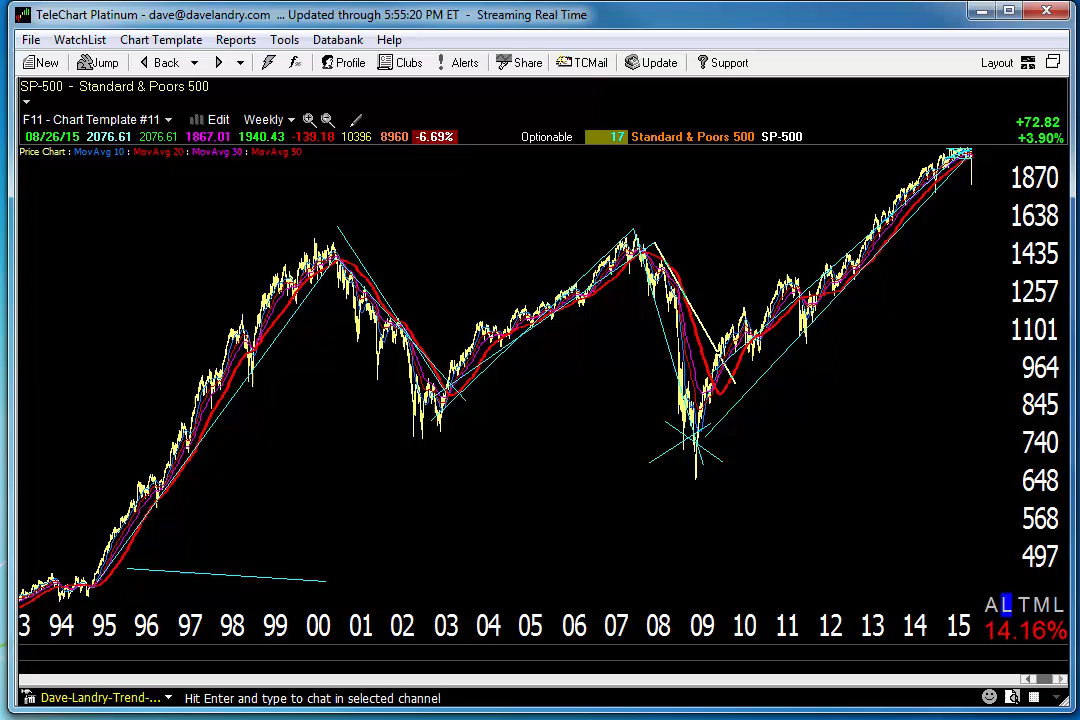 TeleChart Platinum - dave@davelandry.com ... Updated through 5:55:20 PM ET - Streaming Real Time
File WatchList Chart Template Reports Tools Databank Help
New Jump Back Profile Clubs Alerts Share TCMail Update Support Layout
SP-500 - Standard & Poors 500
F11 - Chart Template #11 Edit Weekly
+72.82
08/26/15 2076.61 2076.61 1867.01 1940.43 -139.18 10396 8960 -6.69% Optionable 17 Standard & Poors 500 SP-500
+3.90%
Price Chart : MovAvg 10 : MovAvg 20 : MovAvg 30 : MovAvg 50
1870
1638
1435
1257
1101
964
845
740
648
568
497
A L T M L
3 94 95 96 97 98 99 00 01 02 03 04 05 06 07 08 09 10 11 12 13 14 15 14.16%
Dave-Landry-Trend-... Hit Enter and type to chat in selected channel